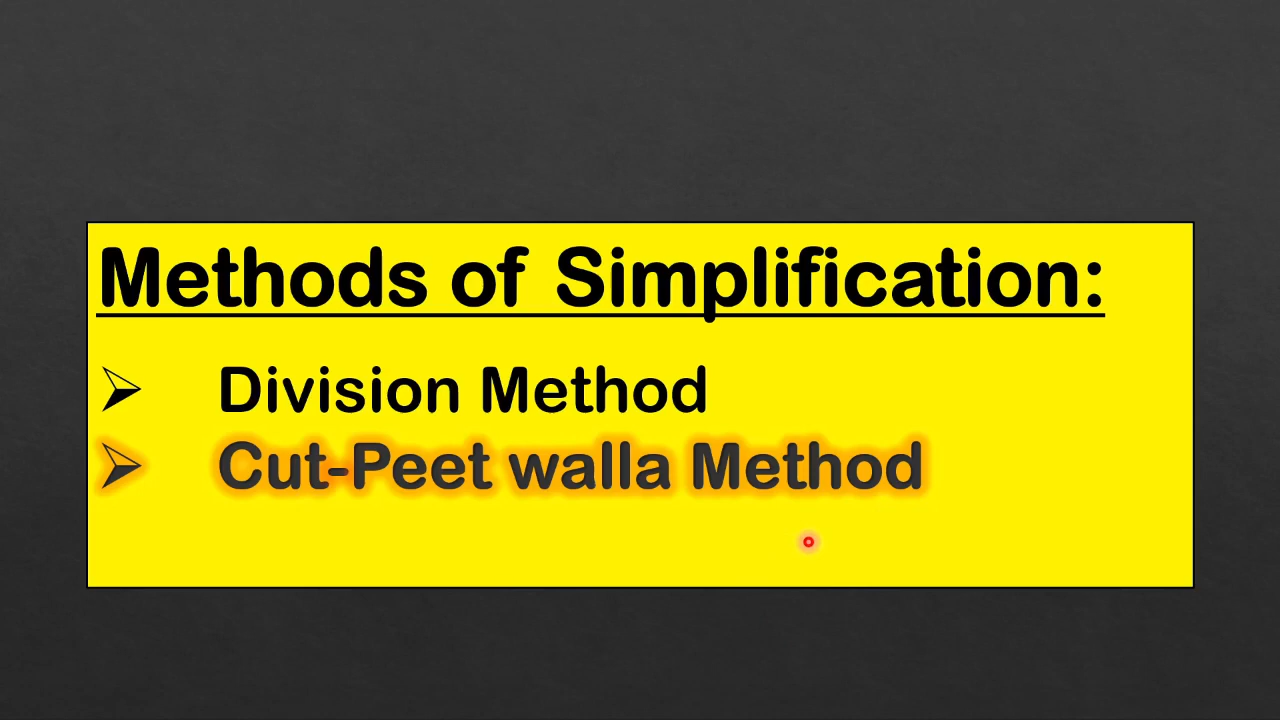 Methods of Simplification:
➢ Division Method
➢ Cut-Peet walla Method